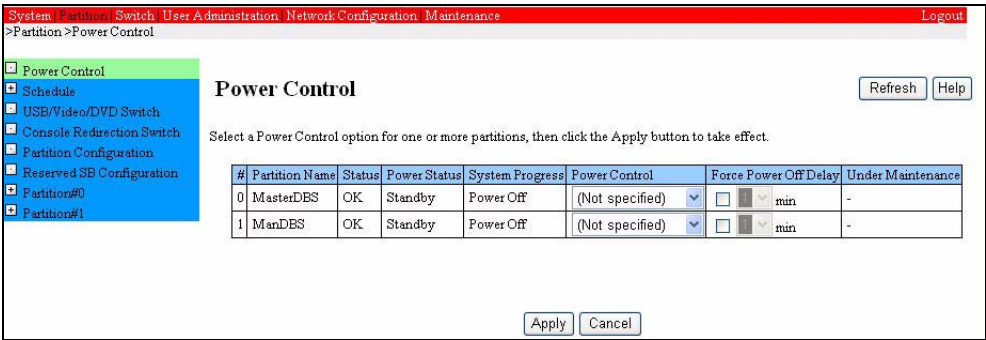 System | Partition | Switch | User Administration | Network Configuration | Maintenance Logout
>Partition >Power Control
Power Control
Schedule
USB/Video/DVD Switch
Console Redirection Switch
Partition Configuration
Reserved SB Configuration
Partition#0
Partition#1
Power Control
Refresh Help
Select a Power Control option for one or more partitions, then click the Apply button to take effect.
# Partition Name Status Power Status System Progress Power Control Force Power Off Delay Under Maintenance
0 MasterDBS OK Standby Power Off (Not specified) 1 min -
1 ManDBS OK Standby Power Off (Not specified) 1 min -
Apply Cancel